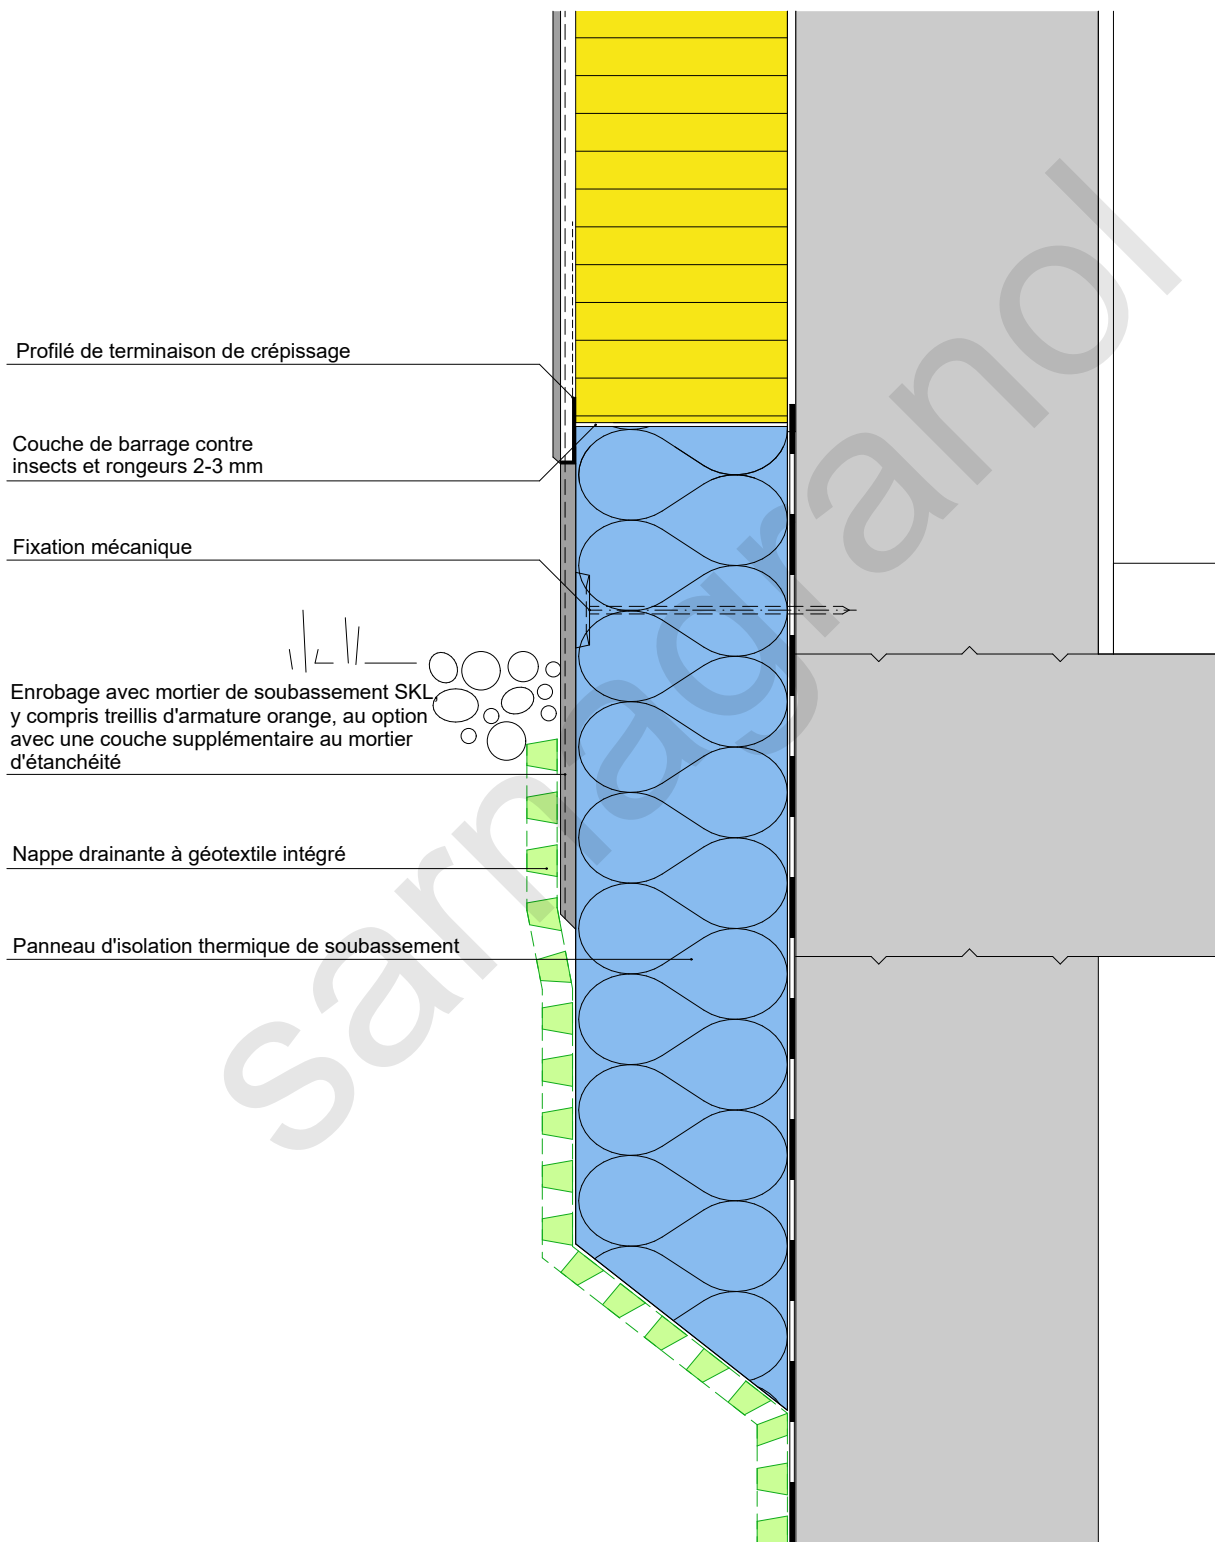 Profilé de terminaison de crépissage
Couche de barrage contre
insects et rongeurs 2-3 mm
Fixation mécanique
Enrobage avec mortier de soubassement SKL,
y compris treillis d'armature orange, au option
avec une couche supplémentaire au mortier
d'étanchéité
Nappe drainante à géotextile intégré
Panneau d'isolation thermique de soubassement
sarnagranol